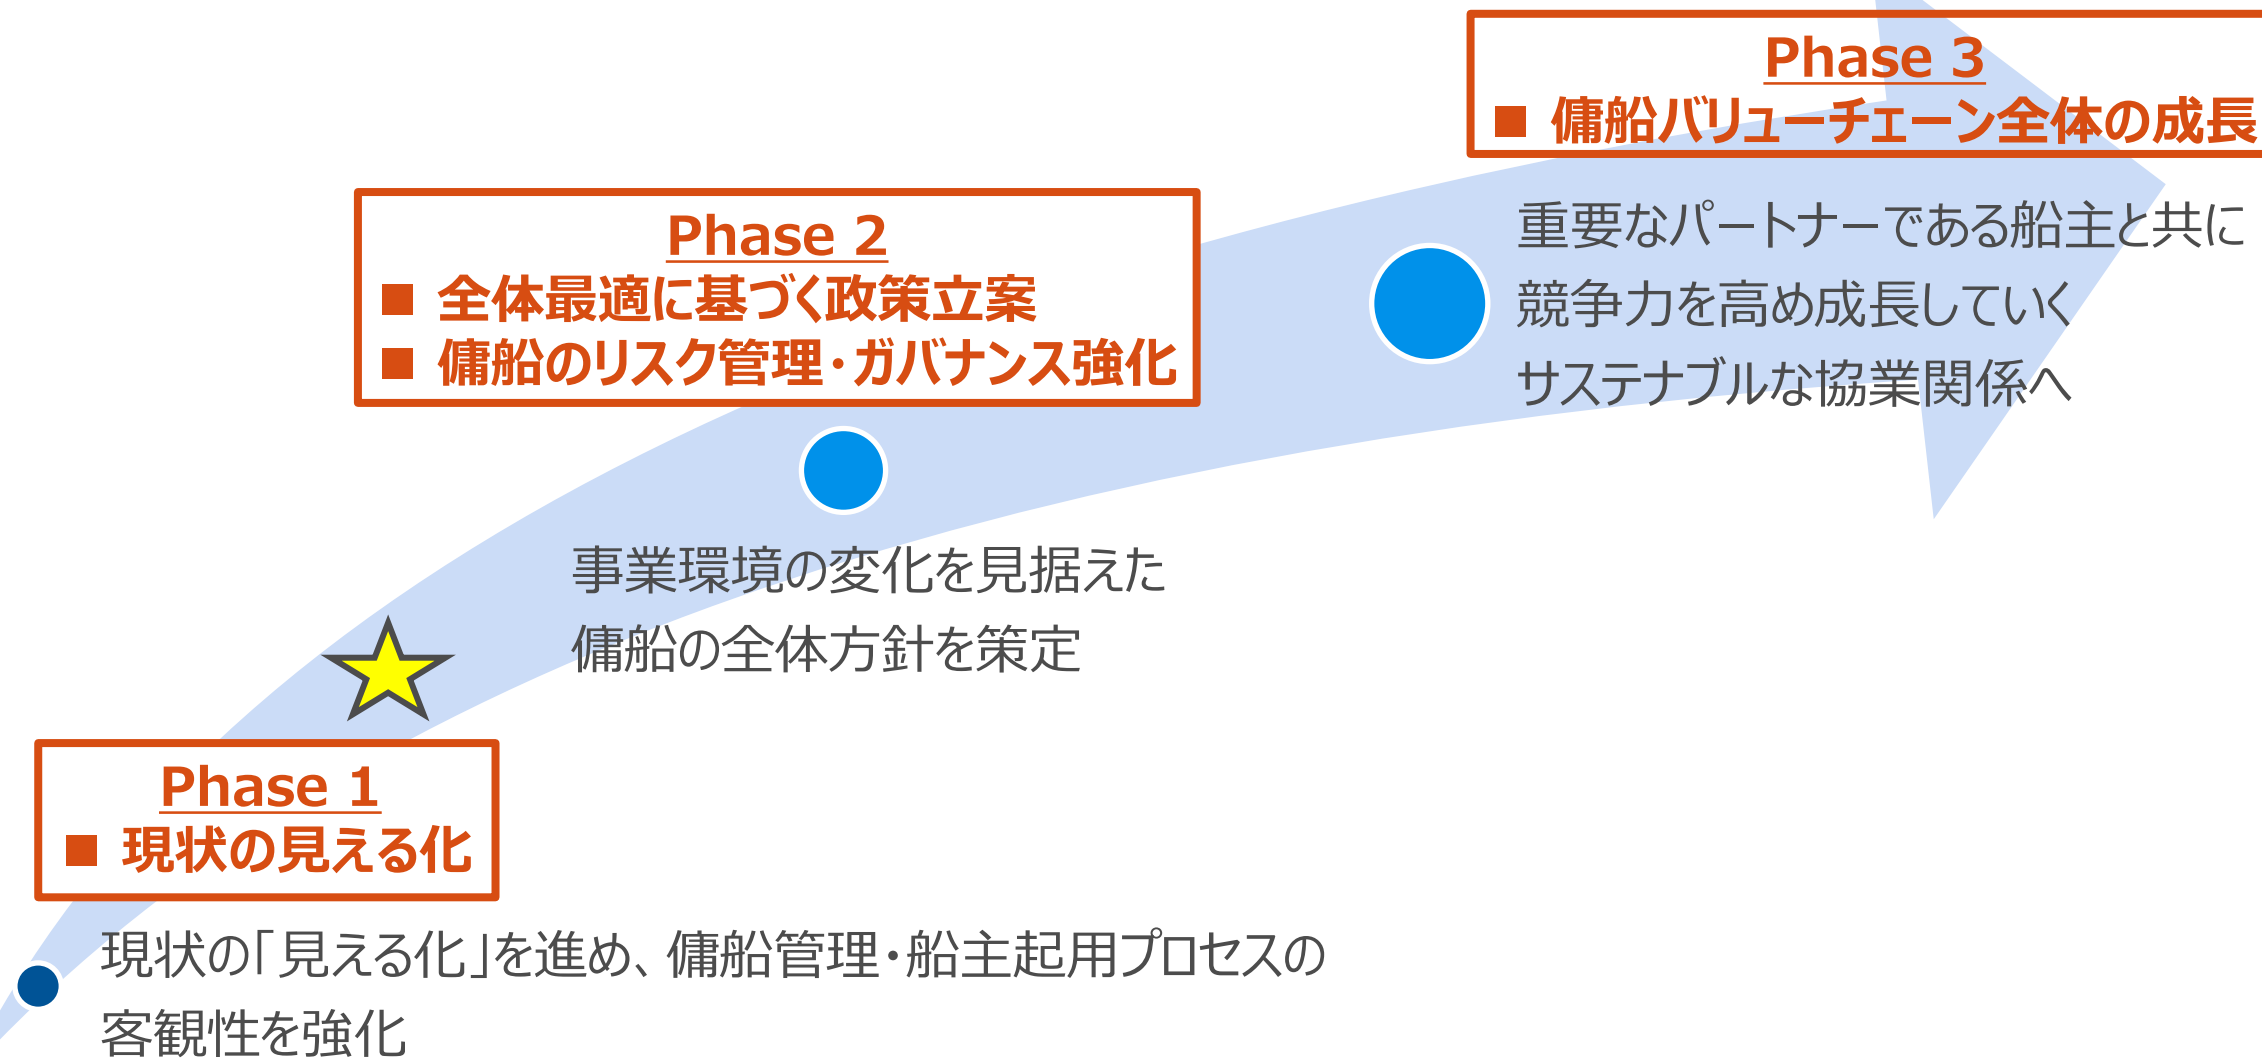 Phase 3
■ 傭船バリューチェーン全体の成長
重要なパートナーである船主と共に
競争力を高め成長していく
サステナブルな協業関係へ
Phase 2
■ 全体最適に基づく政策立案
■ 傭船のリスク管理・ガバナンス強化
事業環境の変化を見据えた
傭船の全体方針を策定
Phase 1
■ 現状の見える化
現状の「見える化」を進め、傭船管理・船主起用プロセスの
客観性を強化